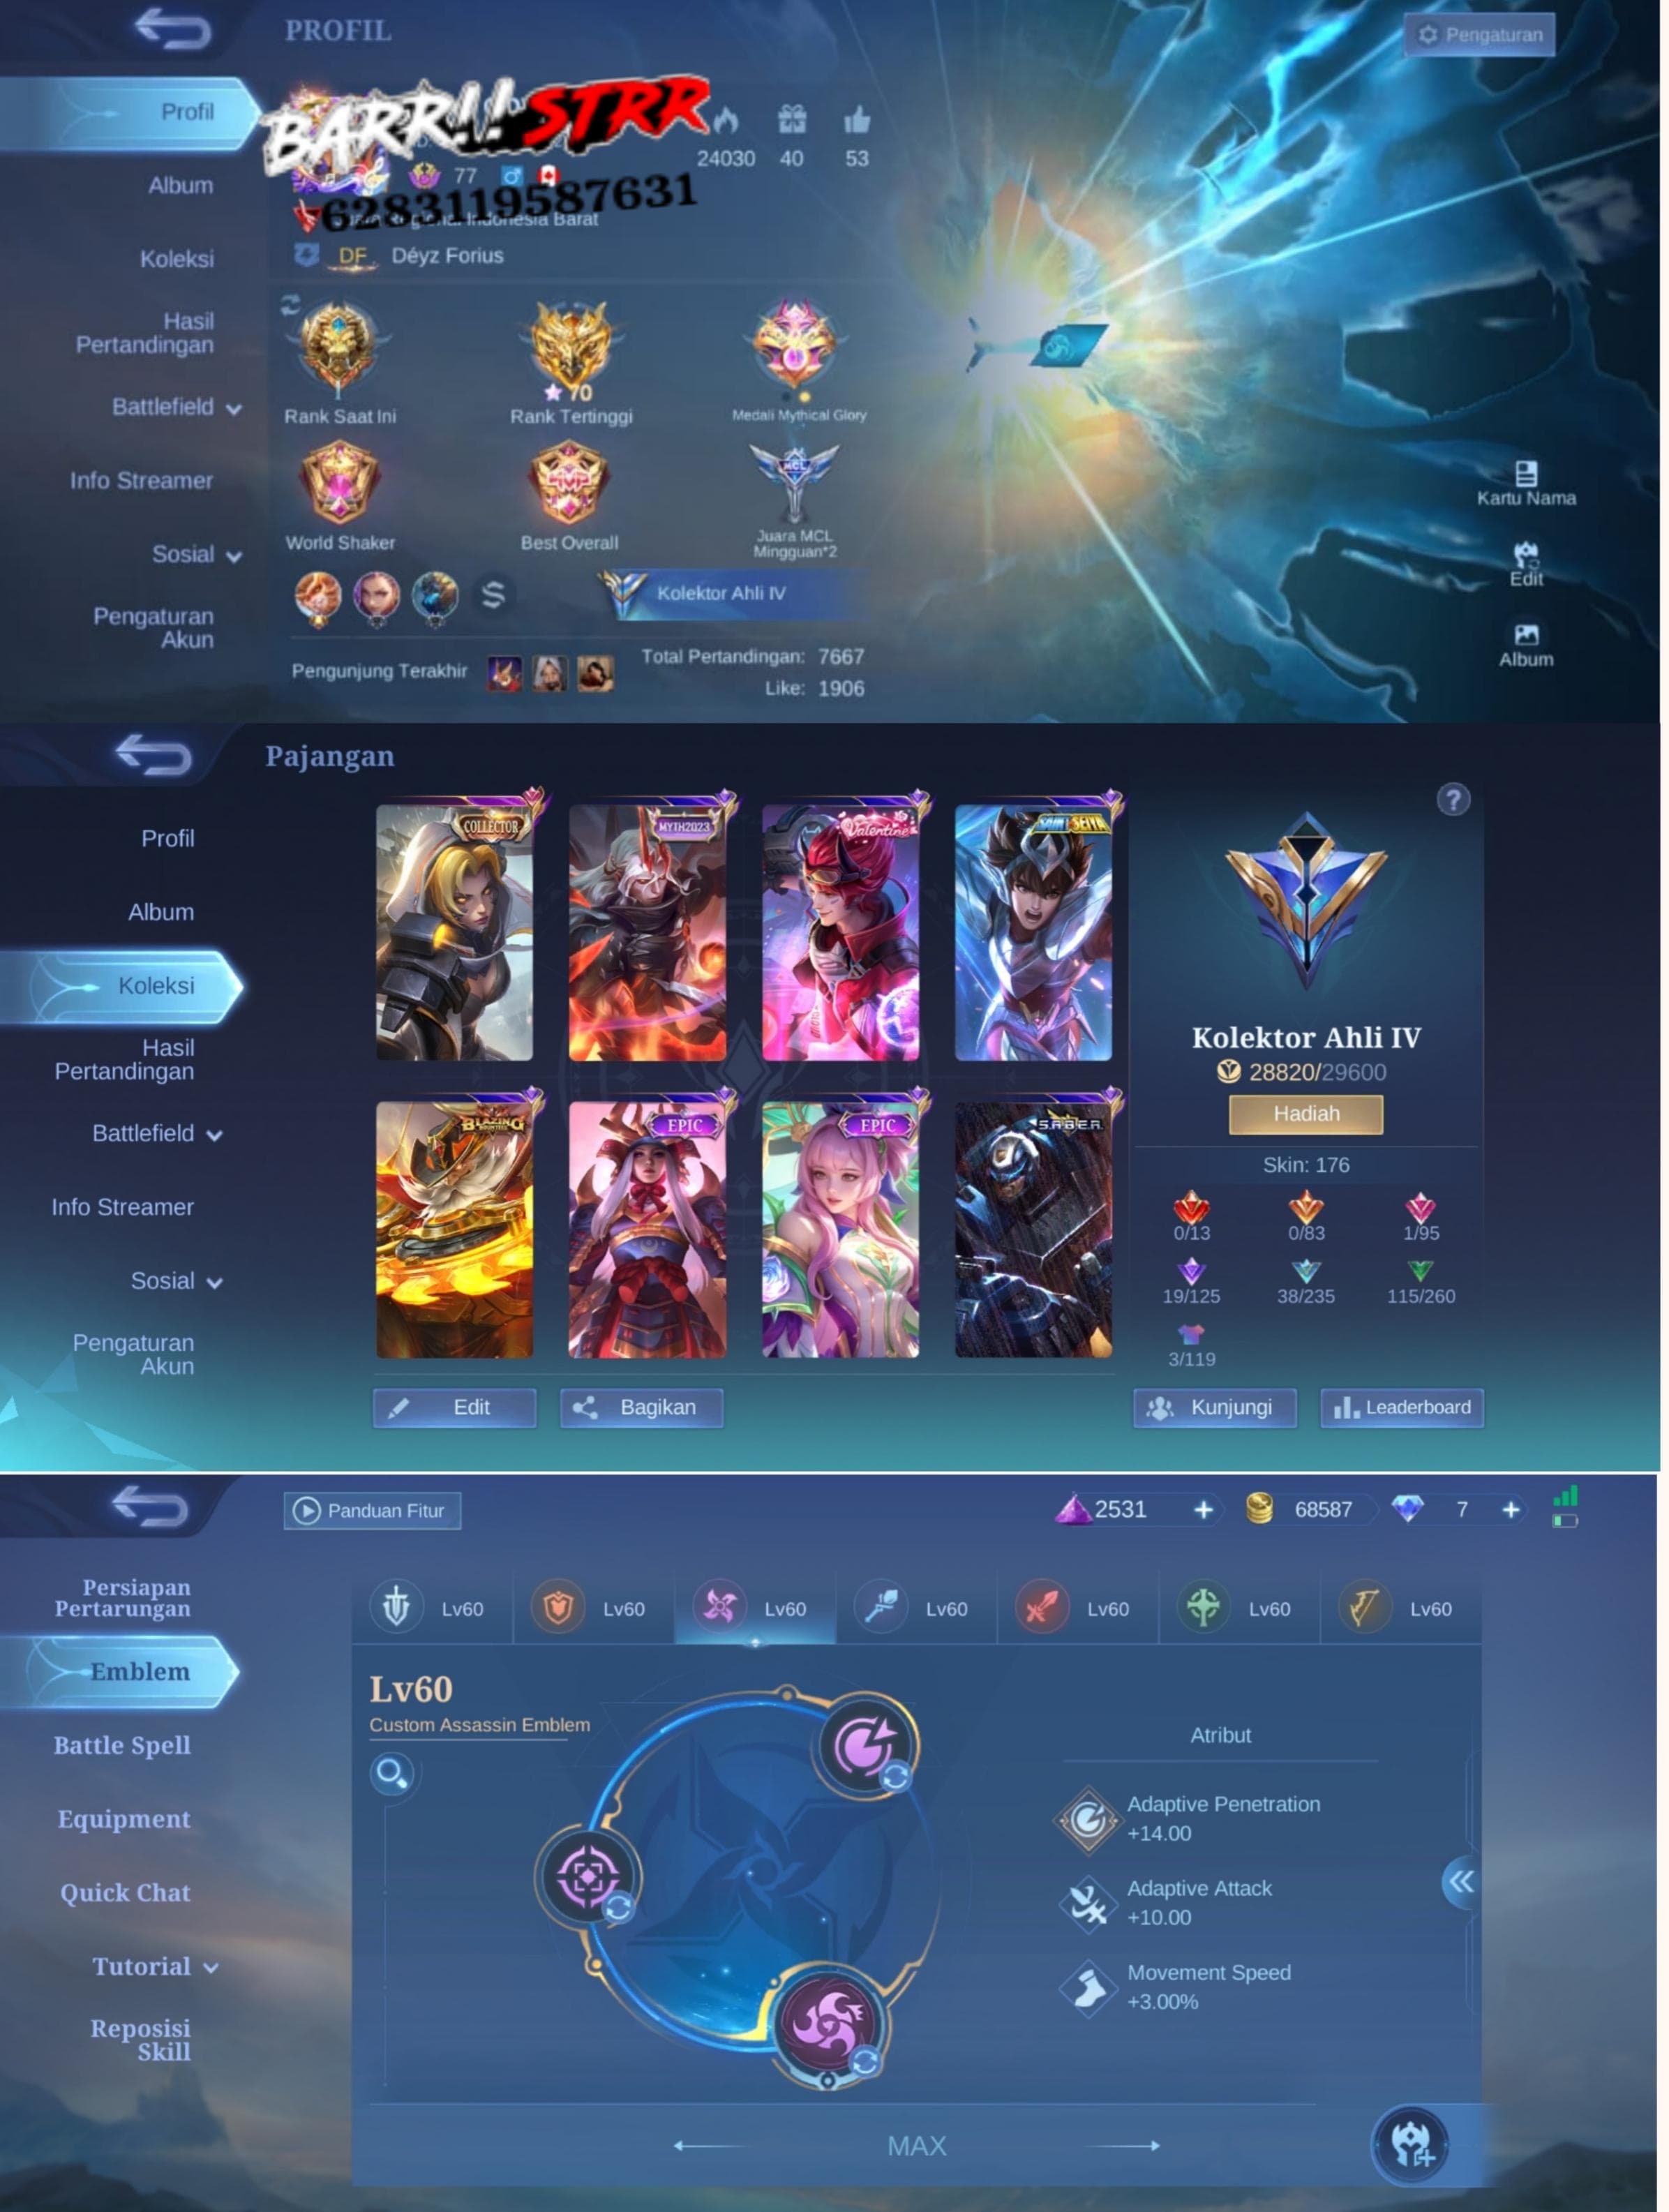 PROFIL
Pengaturan
Profil
BARR!! STRR
24030 40 53
77
6283119587631
Regional Indonesia Barat
DF Déyz Forius
Album
Koleksi
Hasil
Pertandingan
Battlefield
Info Streamer
Sosial
Pengaturan
Akun
70
Rank Saat Ini
Rank Tertinggi
Medali Mythical Glory
MVP
MCL
World Shaker
Best Overall
Juara MCL
Mingguan*2
Kolektor Ahli IV
Pengunjung Terakhir
Total Pertandingan: 7667
Like: 1906
Kartu Nama
Edit
Album
Pajangan
Profil
Album
Koleksi
Hasil
Pertandingan
Battlefield
Info Streamer
Sosial
Pengaturan
Akun
COLLECTOR
MYTH2023
Valentine
SAINT SEIYA
BLAZING
EPIC
EPIC
S.A.B.E.R.
?
Kolektor Ahli IV
28820/29600
Hadiah
Skin: 176
0/13 0/83 1/95
19/125 38/235 115/260
3/119
Edit
Bagikan
Kunjungi
Leaderboard
Panduan Fitur
2531 + 68587 7 +
Persiapan
Pertarungan
Emblem
Battle Spell
Equipment
Quick Chat
Tutorial
Reposisi
Skill
Lv60 Lv60 Lv60 Lv60 Lv60 Lv60 Lv60
Lv60
Custom Assassin Emblem
Atribut
Adaptive Penetration
+14.00
Adaptive Attack
+10.00
Movement Speed
+3.00%
MAX